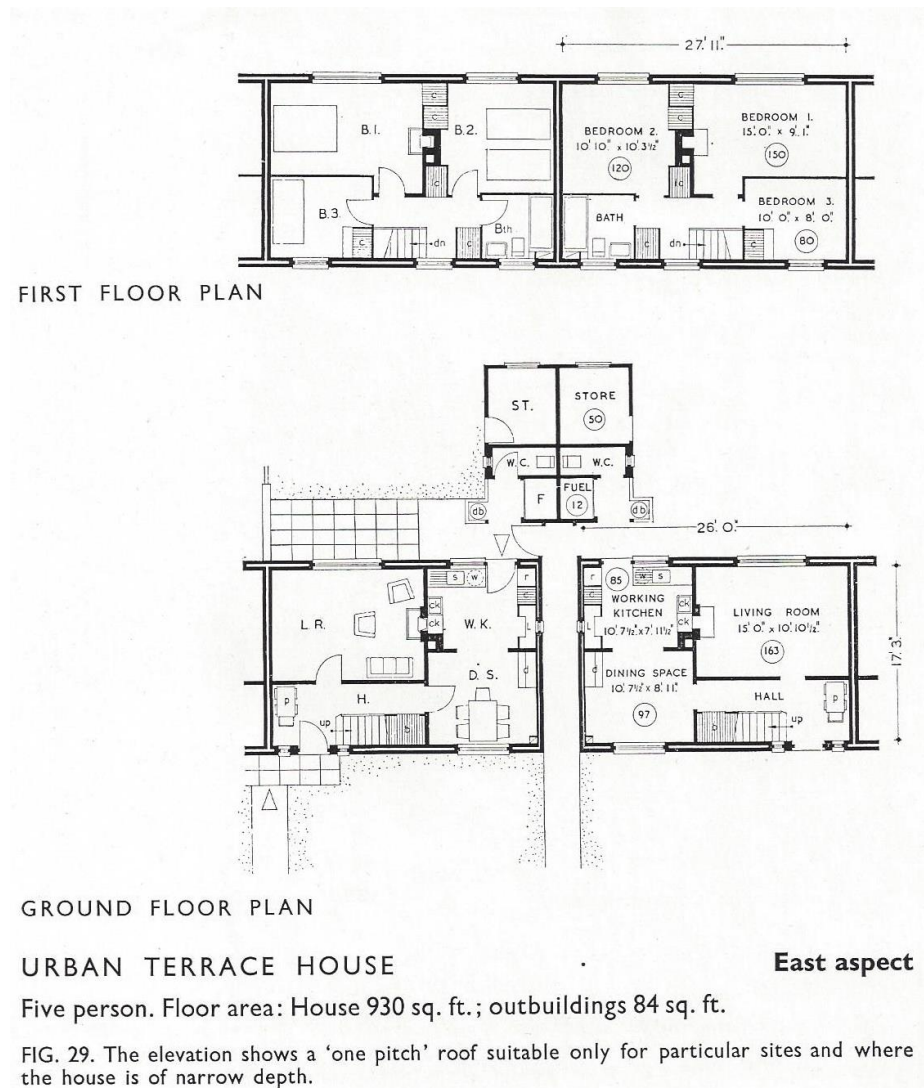 27'. 11".
B.1.
c
c
B.2.
c
B.3.
c
dn
c
Bth
BEDROOM 2.
10' 10" x 10' 3½"
120
c
c
BEDROOM 1.
15'. 0". x 9'. 1".
150
BATH
c
dn
c
BEDROOM 3.
10'. 0" x 8'. 0".
80
FIRST FLOOR PLAN
ST.
STORE
50
W.C.
W.C.
F
FUEL
12
db
db
26'. 0"
L.R.
s
w
r
c
ck
ck
W.K.
L
D. S.
d
H.
p
up
b
r
c
85
w
s
WORKING
KITCHEN
10'. 7½" x 7'. 11½"
ck
ck
L
LIVING ROOM
15'. 0" x 10'. 10½".
163
17'. 3".
d
DINING SPACE
10'. 7½" x 8'. 11".
97
HALL
p
b
up
GROUND FLOOR PLAN
URBAN TERRACE HOUSE
East aspect
Five person. Floor area: House 930 sq. ft.; outbuildings 84 sq. ft.
FIG. 29. The elevation shows a ‘one pitch’ roof suitable only for particular sites and where
the house is of narrow depth.